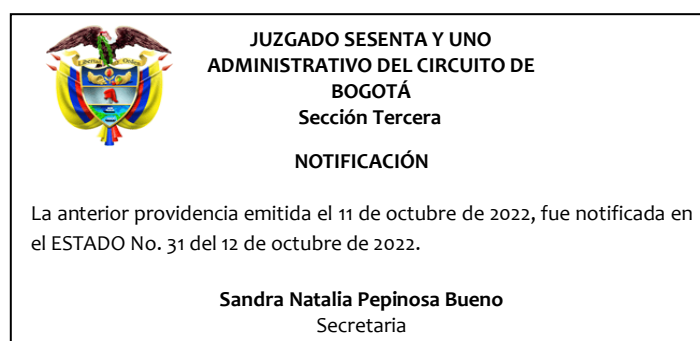 JUZGADO SESENTA Y UNO
ADMINISTRATIVO DEL CIRCUITO DE
BOGOTÁ
Sección Tercera
NOTIFICACIÓN
La anterior providencia emitida el 11 de octubre de 2022, fue notificada en
el ESTADO No. 31 del 12 de octubre de 2022.
Sandra Natalia Pepinosa Bueno
Secretaria